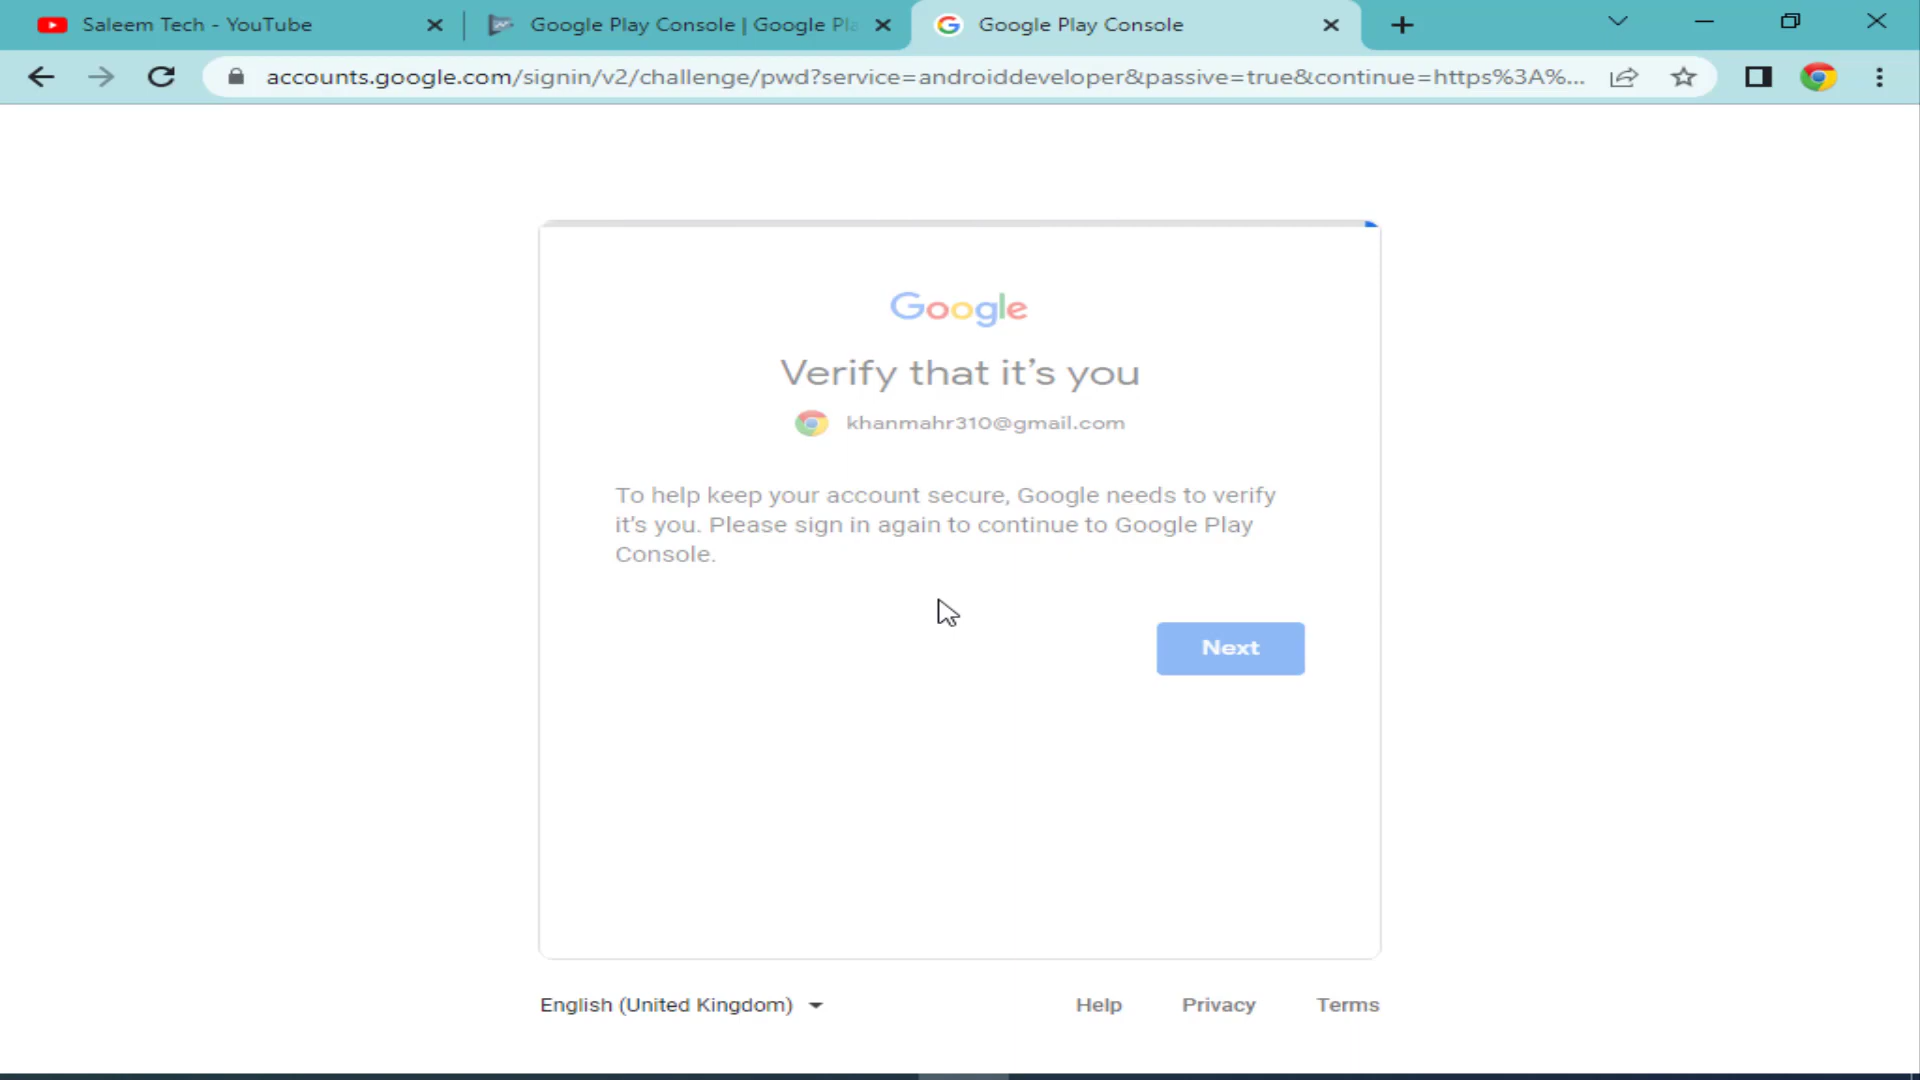 Saleem Tech - YouTube
Google Play Console | Google Pla
Google Play Console
accounts.google.com/signin/v2/challenge/pwd?service=androiddeveloper&passive=true&continue=https%3A%...
Google
Verify that it's you
khanmahr310@gmail.com
To help keep your account secure, Google needs to verify
it's you. Please sign in again to continue to Google Play
Console.
Next
English (United Kingdom)
Help
Privacy
Terms